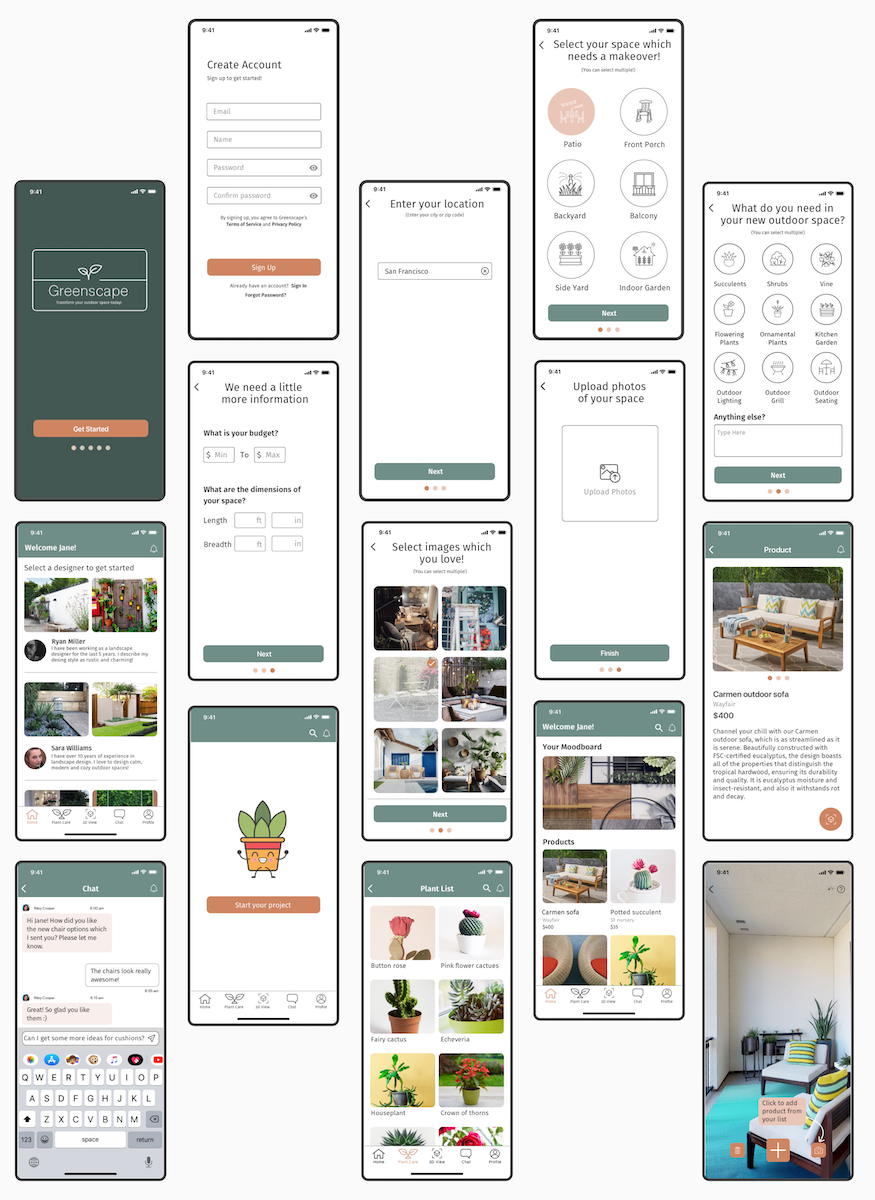 9:41
Create Account
Sign up to get started!
Email
Name
Password
Confirm password
By signing up, you agree to Greenscape's
Terms of Service and Privacy Policy
Sign Up
Already have an account? Sign In
Forgot Password?
9:41
Select your space which
needs a makeover!
(You can select multiple!)
Patio
Front Porch
Backyard
Balcony
Side Yard
Indoor Garden
Next
9:41
Greenscape
Transform your outdoor space today!
Get Started
9:41
Enter your location
(Enter your city or zip code)
San Francisco
Next
9:41
What do you need in
your new outdoor space?
(You can select multiple)
Succulents
Shrubs
Vine
Flowering
Plants
Ornamental
Plants
Kitchen
Garden
Outdoor
Lighting
Outdoor
Grill
Outdoor
Seating
Anything else?
Type Here
Next
9:41
We need a little
more information
What is your budget?
$ Min To $ Max
What are the dimensions of
your space?
Length ft in
Breadth ft in
Next
9:41
Upload photos
of your space
Upload Photos
Finish
9:41
Welcome Jane!
Select a designer to get started
Ryan Miller
I have been working as a landscape
designer for the last 5 years. I describe my
desing style as rustic and charming!
Sara Williams
I have over 10 years of experience in
landscape design. I love to design calm,
modern and cozy outdoor spaces!
Home
Plant Care
3D View
Chat
Profile
9:41
Select images which
you love!
(You can select multiple)
Next
9:41
Product
Carmen outdoor sofa
Wayfair
$400
Channel your chill with our Carmen
outdoor sofa, which is as streamlined as it
is serene. Beautifully constructed with
FSC-certified eucalyptus, the design boasts
all of the properties that distinguish the
tropical hardwood, ensuring its durability
and quality. It is eucalyptus moisture and
insect-resistant, and also it withstands rot
and decay.
9:41
Start your project
Home
Plant Care
3D View
Chat
Profile
9:41
Welcome Jane!
Your Moodboard
Products
Carmen sofa
Wayfair
$400
Potted succulent
SF nursery
$35
Home
Plant Care
3D View
Chat
Profile
9:41
Chat
Riley Cooper 8:00 am
Hi Jane! How did you like
the new chair options which
I sent you? Please let me
know.
The chairs look really
awesome!
8:05 am
Riley Cooper 8:15 am
Great! So glad you like
them :)
Can I get some more ideas for cushions?
Q W E R T Y U I O P
A S D F G H J K L
Z X C V B N M
123 space return
9:41
Plant List
Button rose
Pink flower cactues
Fairy cactus
Echeveria
Houseplant
Crown of thorns
Home
Plant Care
3D View
Chat
Profile
9:41
Click to add
product from
your list